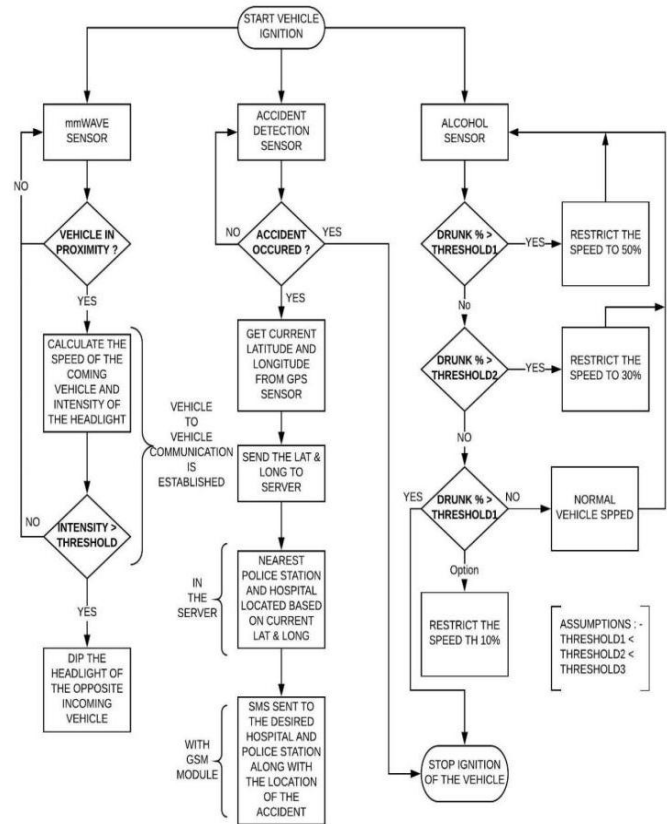 START VEHICLE
IGNITION
mmWAVE
SENSOR
NO
VEHICLE IN
PROXIMITY ?
YES
CALCULATE THE
SPEED OF THE
COMING
VEHICLE AND
INTENSITY OF
THE HEADLIGHT
VEHICLE
TO
VEHICLE
COMMUNICATION
IS
ESTABLISHED
NO
INTENSITY >
THRESHOLD
YES
DIP THE
HEADLIGHT OF
THE OPPOSITE
INCOMING
VEHICLE
ACCIDENT
DETECTION
SENSOR
NO
ACCIDENT
OCCURED ?
YES
YES
GET CURRENT
LATITUDE AND
LONGITUDE
FROM GPS
SENSOR
SEND THE LAT &
LONG TO
SERVER
IN
THE
SERVER
NEAREST
POLICE STATION
AND HOSPITAL
LOCATED BASED
ON CURRENT
LAT & LONG
WITH
GSM
MODULE
SMS SENT TO
THE DESIRED
HOSPITAL AND
POLICE STATION
ALONG WITH
THE LOCATION
OF THE
ACCIDENT
ALCOHOL
SENSOR
DRUNK % >
THRESHOLD1
YES
RESTRICT THE
SPEED TO 50%
No
DRUNK % >
THRESHOLD2
YES
RESTRICT THE
SPEED TO 30%
NO
YES
DRUNK % >
THRESHOLD1
NO
NORMAL
VEHICLE SPPED
Option
RESTRICT THE
SPEED TH 10%
ASSUMPTIONS : -
THRESHOLD1 <
THRESHOLD2 <
THRESHOLD3
STOP IGNITION
OF THE VEHICLE